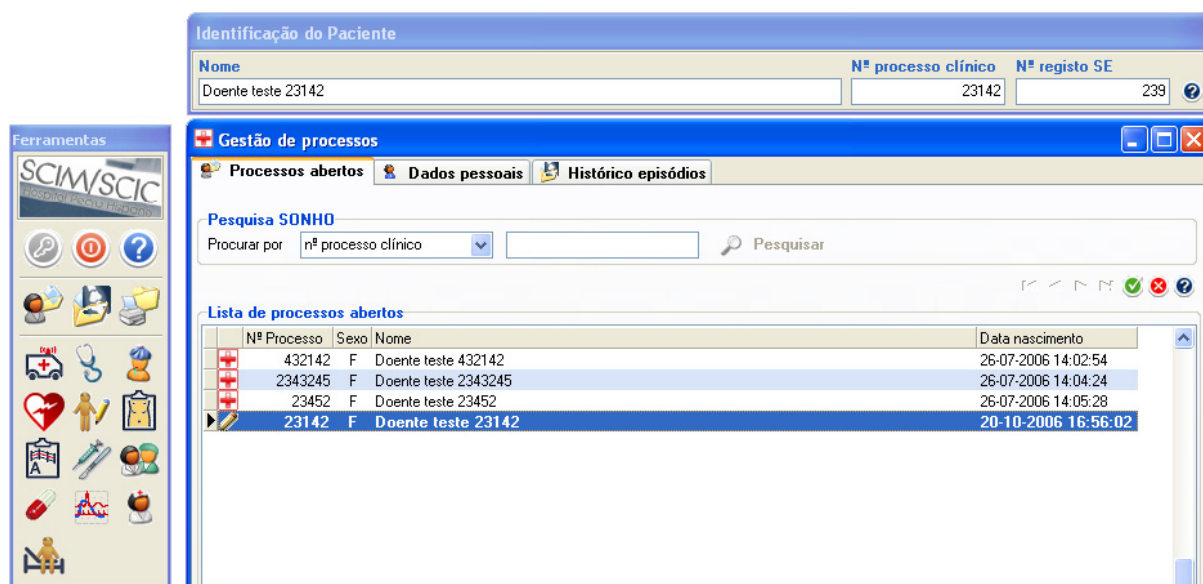 Identificação do Paciente
Nome Nº processo clínico Nº registo SE
Doente teste 23142 23142 239
Ferramentas
SCIM/SCIC
Hospital Pedro Hispano
Gestão de processos
Processos abertos Dados pessoais Histórico episódios
Pesquisa SONHO
Procurar por nº processo clínico Pesquisar
Lista de processos abertos
Nº Processo Sexo Nome Data nascimento
432142 F Doente teste 432142 26-07-2006 14:02:54
2343245 F Doente teste 2343245 26-07-2006 14:04:24
23452 F Doente teste 23452 26-07-2006 14:05:28
23142 F Doente teste 23142 20-10-2006 16:56:02
A